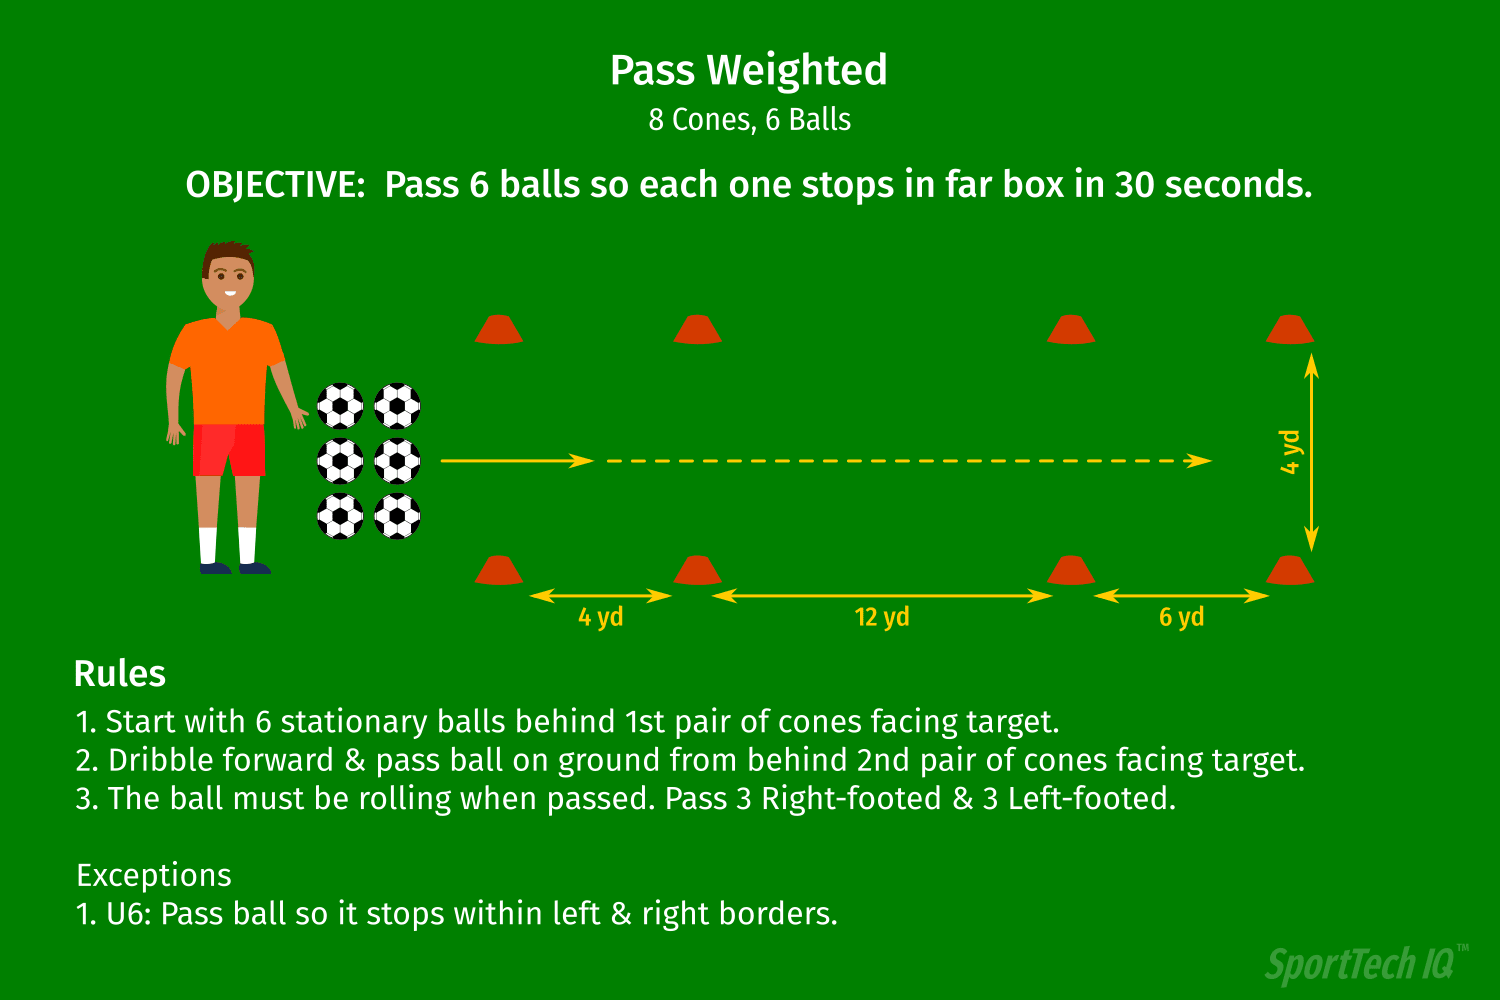 Pass Weighted
8 Cones, 6 Balls
OBJECTIVE: Pass 6 balls so each one stops in far box in 30 seconds.
4 yd
4 yd
12 yd
6 yd
Rules
1. Start with 6 stationary balls behind 1st pair of cones facing target.
2. Dribble forward & pass ball on ground from behind 2nd pair of cones facing target.
3. The ball must be rolling when passed. Pass 3 Right-footed & 3 Left-footed.
Exceptions
1. U6: Pass ball so it stops within left & right borders.
SportTech IQ™